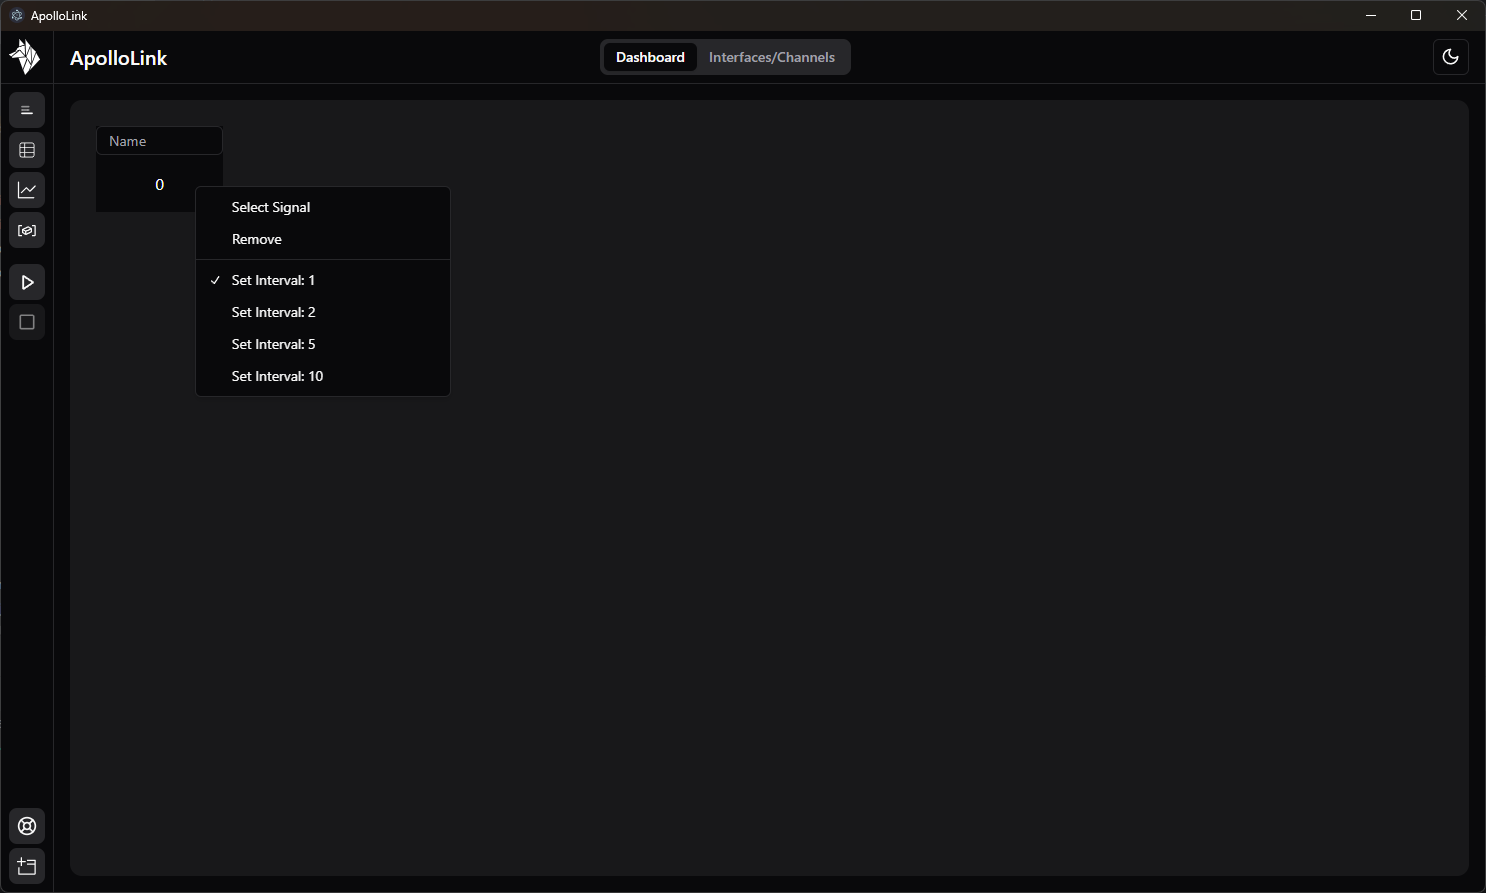 ApolloLink
ApolloLink
Dashboard
Interfaces/Channels
Name
0
Select Signal
Remove
Set Interval: 1
Set Interval: 2
Set Interval: 5
Set Interval: 10